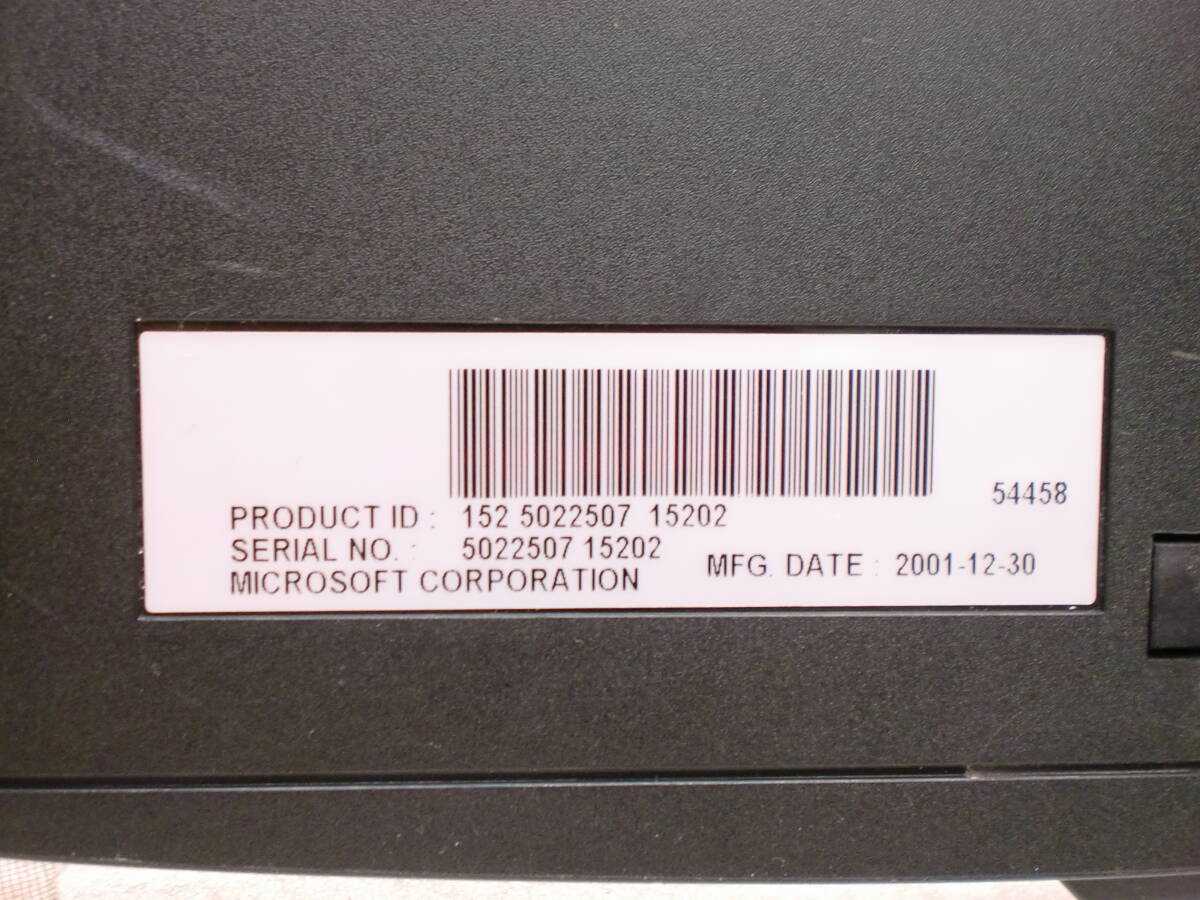 54458
PRODUCT ID : 152 5022507 15202
SERIAL NO. : 5022507 15202
MICROSOFT CORPORATION
MFG. DATE : 2001-12-30